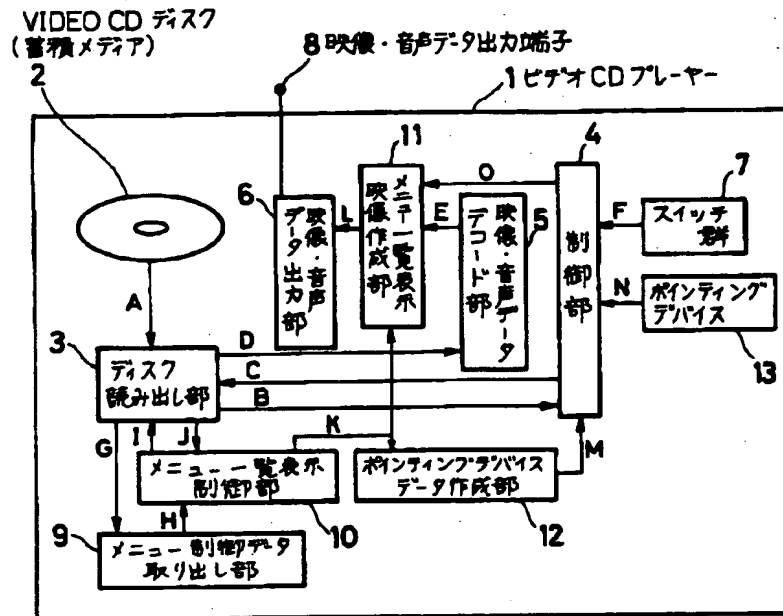 VIDEO CD ディスク
(蓄積メディア)
2
8 映像・音声データ出力端子
1 ビデオCDプレーヤー
11
4
6
7
O
メニュー一覧表示
映像作成部
L
E
F
スイッチ
群
映像・音声
データ出力部
映像・音声データ
デコード部
5
制御部
N
ポインティング
デバイス
13
A
3
D
ディスク
読み出し部
C
B
K
G
I
J
M
メニュー一覧表示
制御部
ポインティングデバイス
データ作成部
H
10
12
9
メニュー制御データ
取り出し部